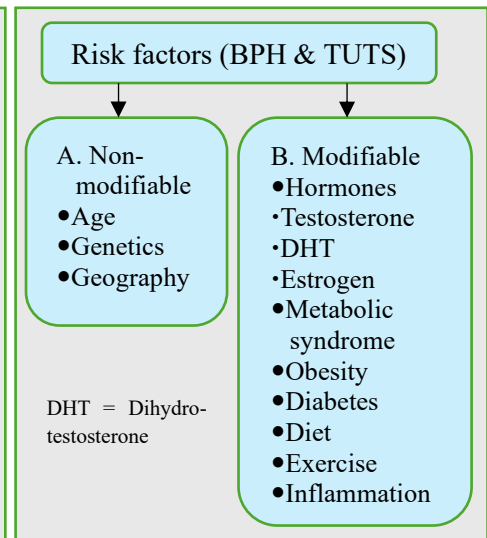 Risk factors (BPH & TUTS)
A. Non-
modifiable
●Age
●Genetics
●Geography
DHT = Dihydro-
testosterone
B. Modifiable
●Hormones
·Testosterone
·DHT
·Estrogen
●Metabolic
syndrome
●Obesity
●Diabetes
●Diet
●Exercise
●Inflammation